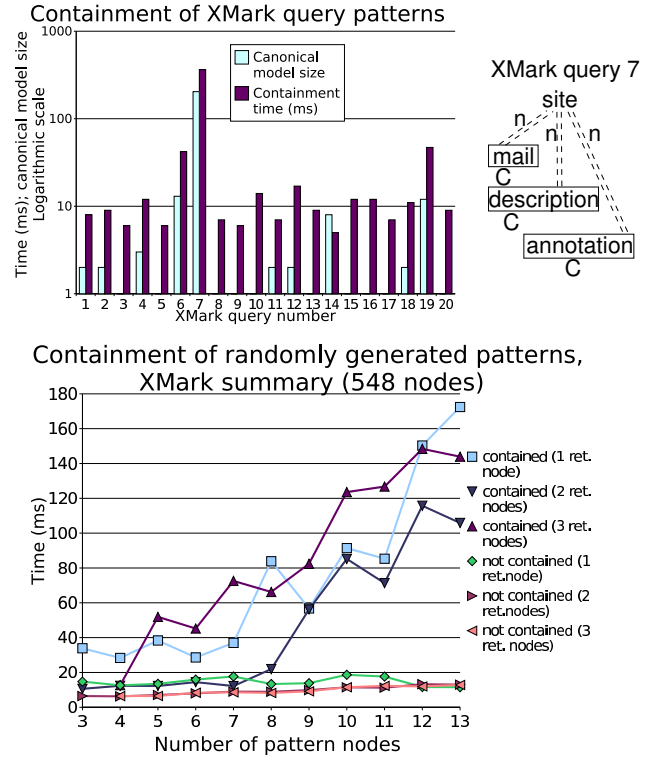 Containment of XMark query patterns
1000
100
10
1
Time (ms); canonical model size
Logarithmic scale
Canonical
model size
Containment
time (ms)
1 2 3 4 5 6 7 8 9 10 11 12 13 14 15 16 17 18 19 20
XMark query number
XMark query 7
site
n
n
n
mail
C
description
C
annotation
C
Containment of randomly generated patterns,
XMark summary (548 nodes)
180
160
140
120
100
80
60
40
20
0
Time (ms)
3 4 5 6 7 8 9 10 11 12 13
Number of pattern nodes
contained (1 ret.
node)
contained (2 ret.
nodes)
contained (3 ret.
nodes)
not contained (1
ret.node)
not contained (2
ret.nodes)
not contained (3
ret. nodes)